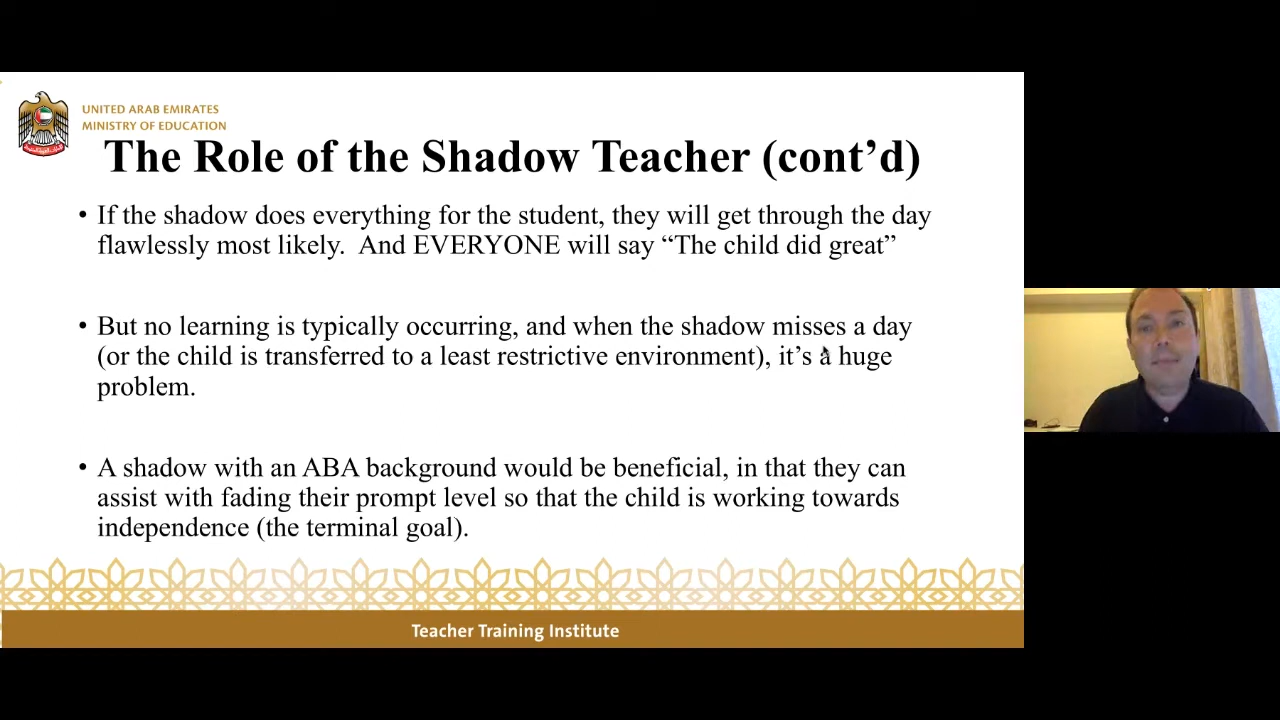 UNITED ARAB EMIRATES
MINISTRY OF EDUCATION
The Role of the Shadow Teacher (cont’d)
• If the shadow does everything for the student, they will get through the day
flawlessly most likely.  And EVERYONE will say “The child did great”
• But no learning is typically occurring, and when the shadow misses a day
(or the child is transferred to a least restrictive environment), it’s a huge
problem.
• A shadow with an ABA background would be beneficial, in that they can
assist with fading their prompt level so that the child is working towards
independence (the terminal goal).
Teacher Training Institute